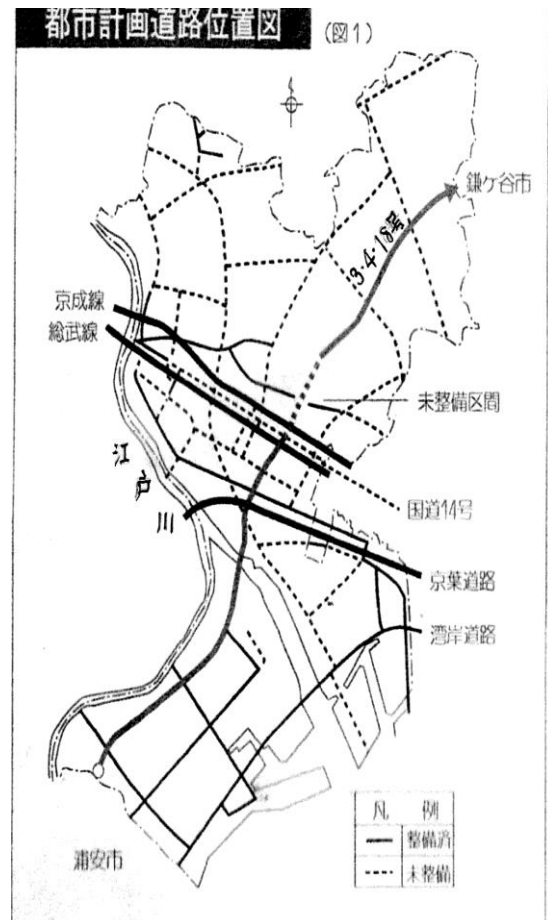 都市計画道路位置図
(図1)
鎌ケ谷市
3・4・18号
京成線
総武線
未整備区間
江戸川
国道14号
京葉道路
湾岸道路
浦安市
凡 例
整備済
未整備